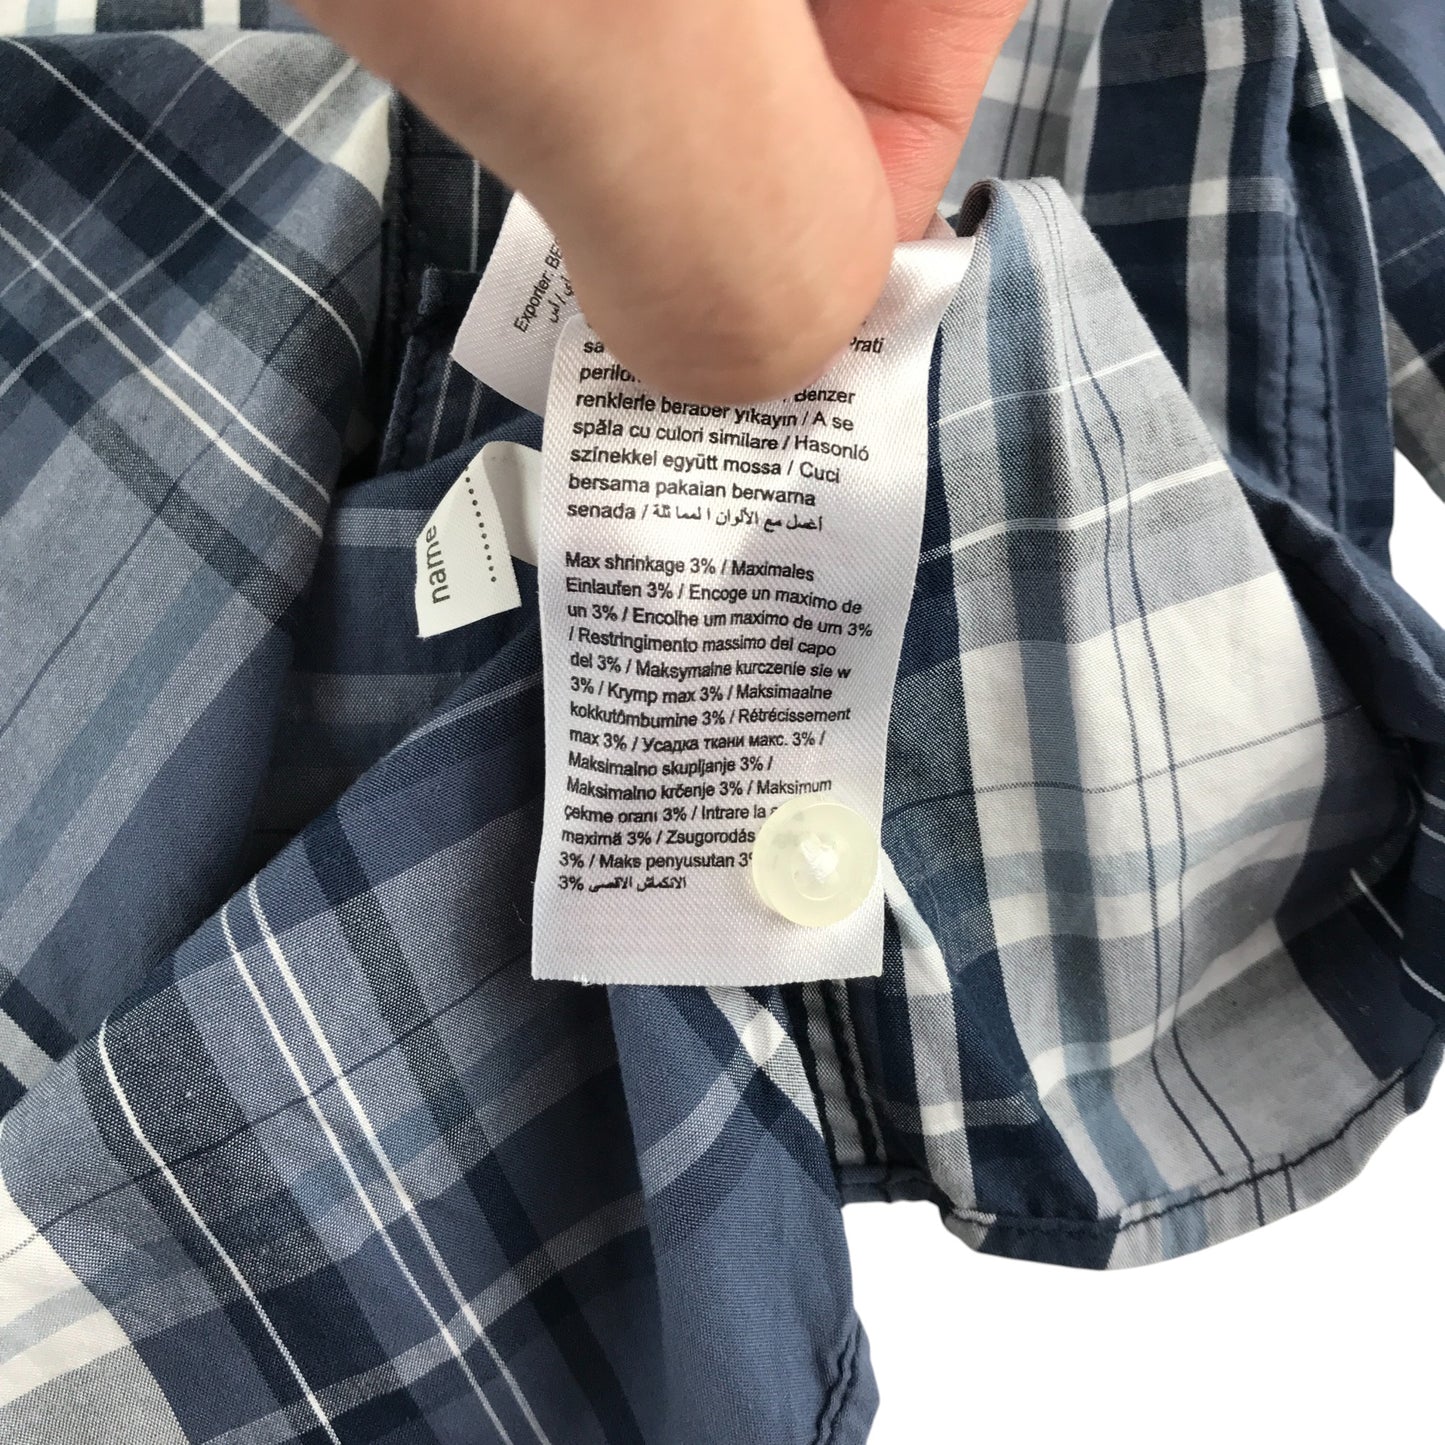 Exporter: BE
name
sa Prati
Benzer
renklerle beraber yıkayın / A se
spăla cu culori similare / Hasonló
színekkel együtt mossa / Cuci
bersama pakaian berwarna
senada / أغسل مع الألوان المماثلة
Max shrinkage 3% / Maximales
Einlaufen 3% / Encoge un maximo de
un 3% / Encolhe um maximo de um 3%
/ Restringimento massimo del capo
del 3% / Maksymalne kurczenie sie w
3% / Krymp max 3% / Maksimaalne
kokkutõmbumine 3% / Rétrécissement
max 3% / Усадка ткани макс. 3% /
Maksimalno skupljanje 3% /
Maksimalno krčenje 3% / Maksimum
çekme oranı 3% / Intrare la
maximă 3% / Zsugorodás
3% / Maks penyusutan 3%
الانكماش الاقصى 3%